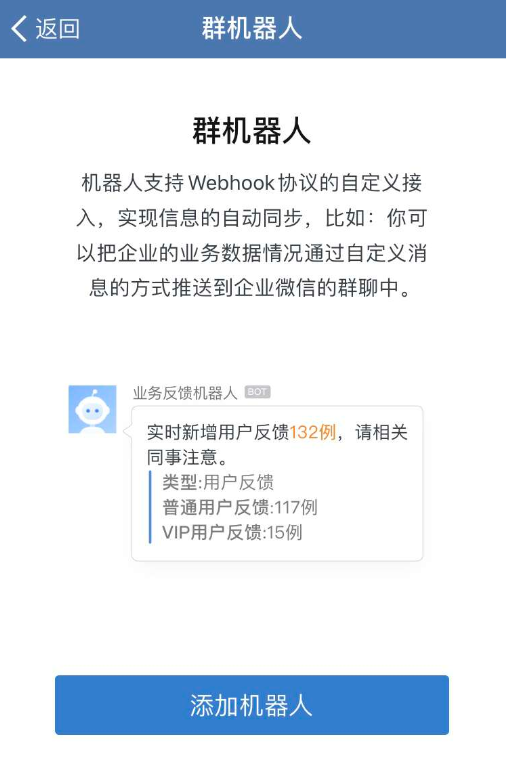 返回
群机器人
群机器人
机器人支持Webhook协议的自定义接
入，实现信息的自动同步，比如：你可
以把企业的业务数据情况通过自定义消
息的方式推送到企业微信的群聊中。
业务反馈机器人 BOT
实时新增用户反馈132例，请相关
同事注意。
类型:用户反馈
普通用户反馈:117例
VIP用户反馈:15例
添加机器人